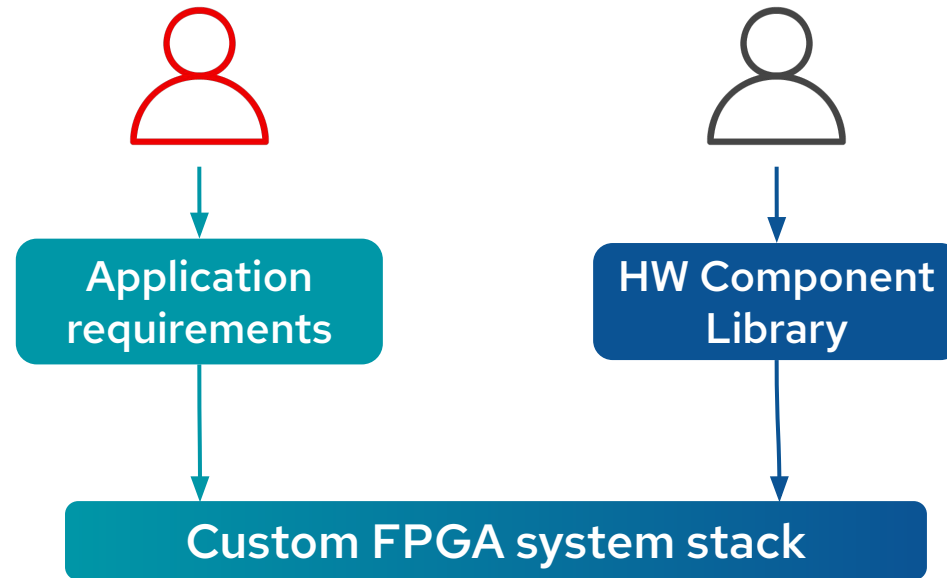 Application
requirements
HW Component
Library
Custom FPGA system stack